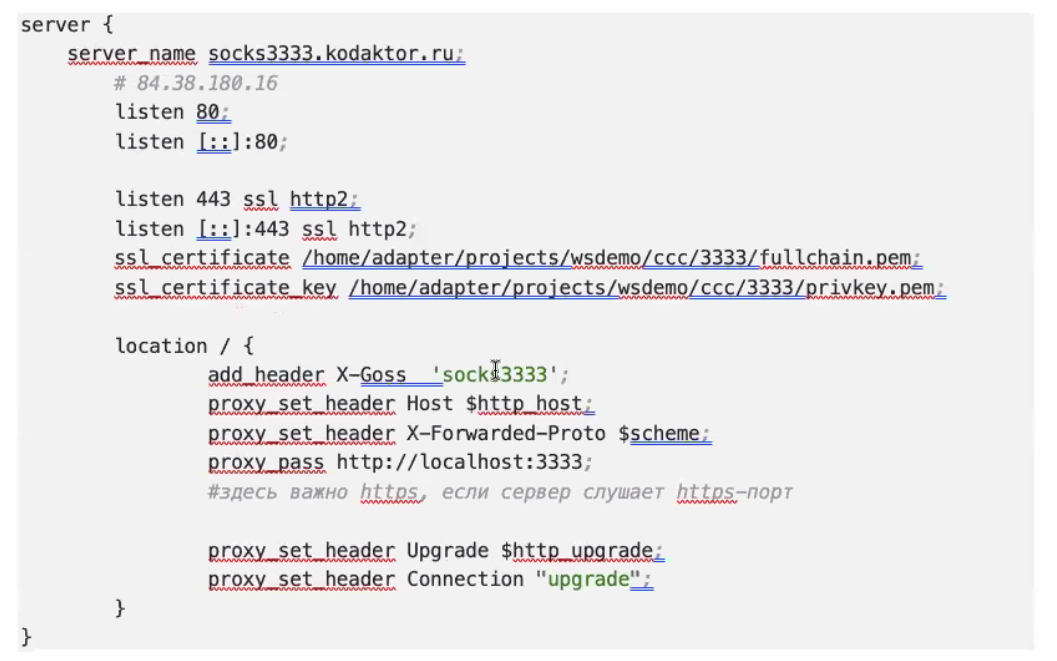 server {
    server_name socks3333.kodaktor.ru;
        # 84.38.180.16
        listen 80;
        listen [::]:80;

        listen 443 ssl http2;
        listen [::]:443 ssl http2;
        ssl_certificate /home/adapter/projects/wsdemo/ccc/3333/fullchain.pem;
        ssl_certificate_key /home/adapter/projects/wsdemo/ccc/3333/privkey.pem;

        location / {
                add_header X-Goss  'socks3333';
                proxy_set_header Host $http_host;
                proxy_set_header X-Forwarded-Proto $scheme;
                proxy_pass http://localhost:3333;
                #здесь важно https, если сервер слушает https-порт

                proxy_set_header Upgrade $http_upgrade;
                proxy_set_header Connection "upgrade";
        }
}